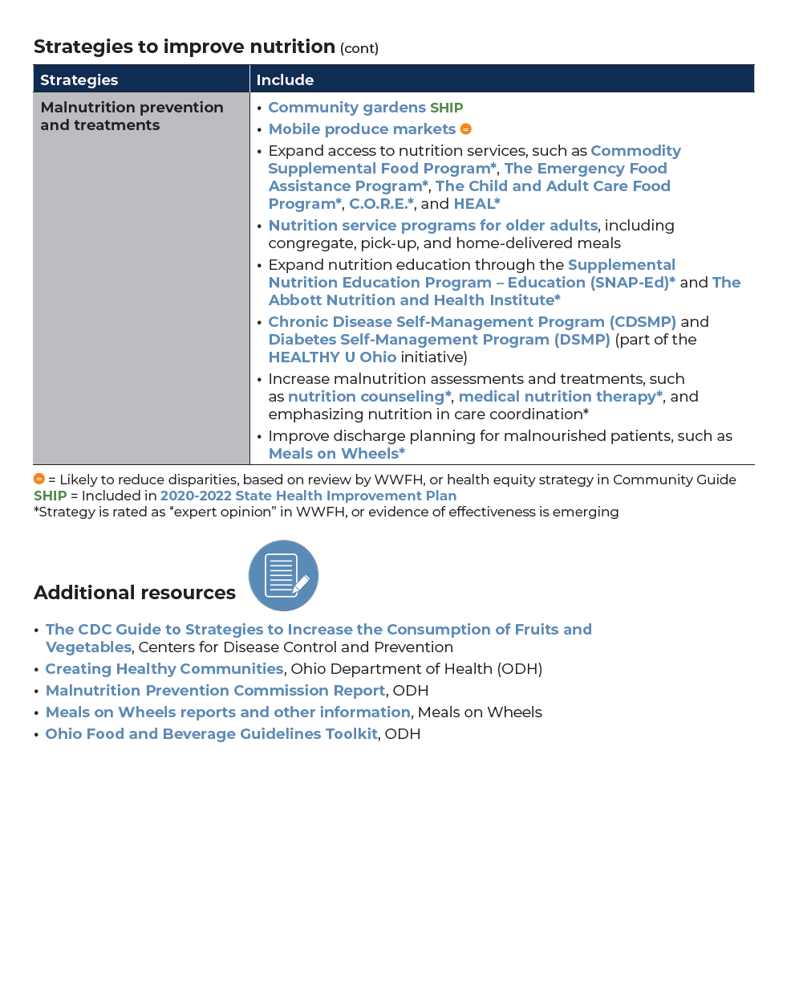 Strategies to improve nutrition (cont)
Strategies
Include
Malnutrition prevention
and treatments
• Community gardens SHIP
• Mobile produce markets =
• Expand access to nutrition services, such as Commodity
Supplemental Food Program*, The Emergency Food
Assistance Program*, The Child and Adult Care Food
Program*, C.O.R.E.*, and HEAL*
• Nutrition service programs for older adults, including
congregate, pick-up, and home-delivered meals
• Expand nutrition education through the Supplemental
Nutrition Education Program – Education (SNAP-Ed)* and The
Abbott Nutrition and Health Institute*
• Chronic Disease Self-Management Program (CDSMP) and
Diabetes Self-Management Program (DSMP) (part of the
HEALTHY U Ohio initiative)
• Increase malnutrition assessments and treatments, such
as nutrition counseling*, medical nutrition therapy*, and
emphasizing nutrition in care coordination*
• Improve discharge planning for malnourished patients, such as
Meals on Wheels*
= = Likely to reduce disparities, based on review by WWFH, or health equity strategy in Community Guide
SHIP = Included in 2020-2022 State Health Improvement Plan
*Strategy is rated as “expert opinion” in WWFH, or evidence of effectiveness is emerging
Additional resources
• The CDC Guide to Strategies to Increase the Consumption of Fruits and
Vegetables, Centers for Disease Control and Prevention
• Creating Healthy Communities, Ohio Department of Health (ODH)
• Malnutrition Prevention Commission Report, ODH
• Meals on Wheels reports and other information, Meals on Wheels
• Ohio Food and Beverage Guidelines Toolkit, ODH